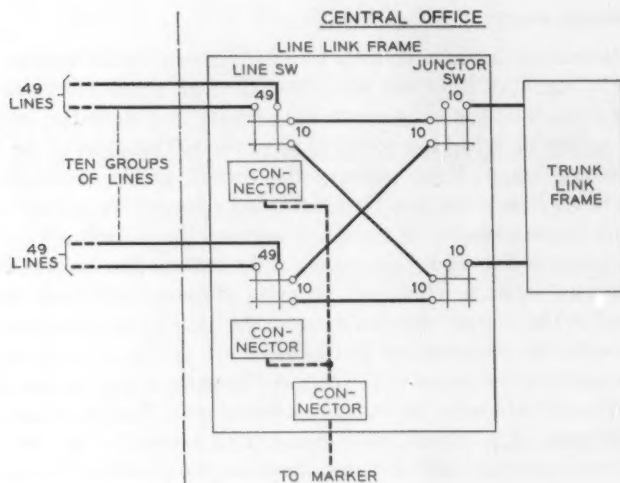 CENTRAL OFFICE
LINE LINK FRAME
LINE SW
JUNCTOR
SW
49
LINES
49
10
10
10
10
TRUNK
LINK
FRAME
TEN GROUPS
OF LINES
CON-
NECTOR
49
LINES
49
10
10
10
CON-
NECTOR
CON-
NECTOR
TO MARKER